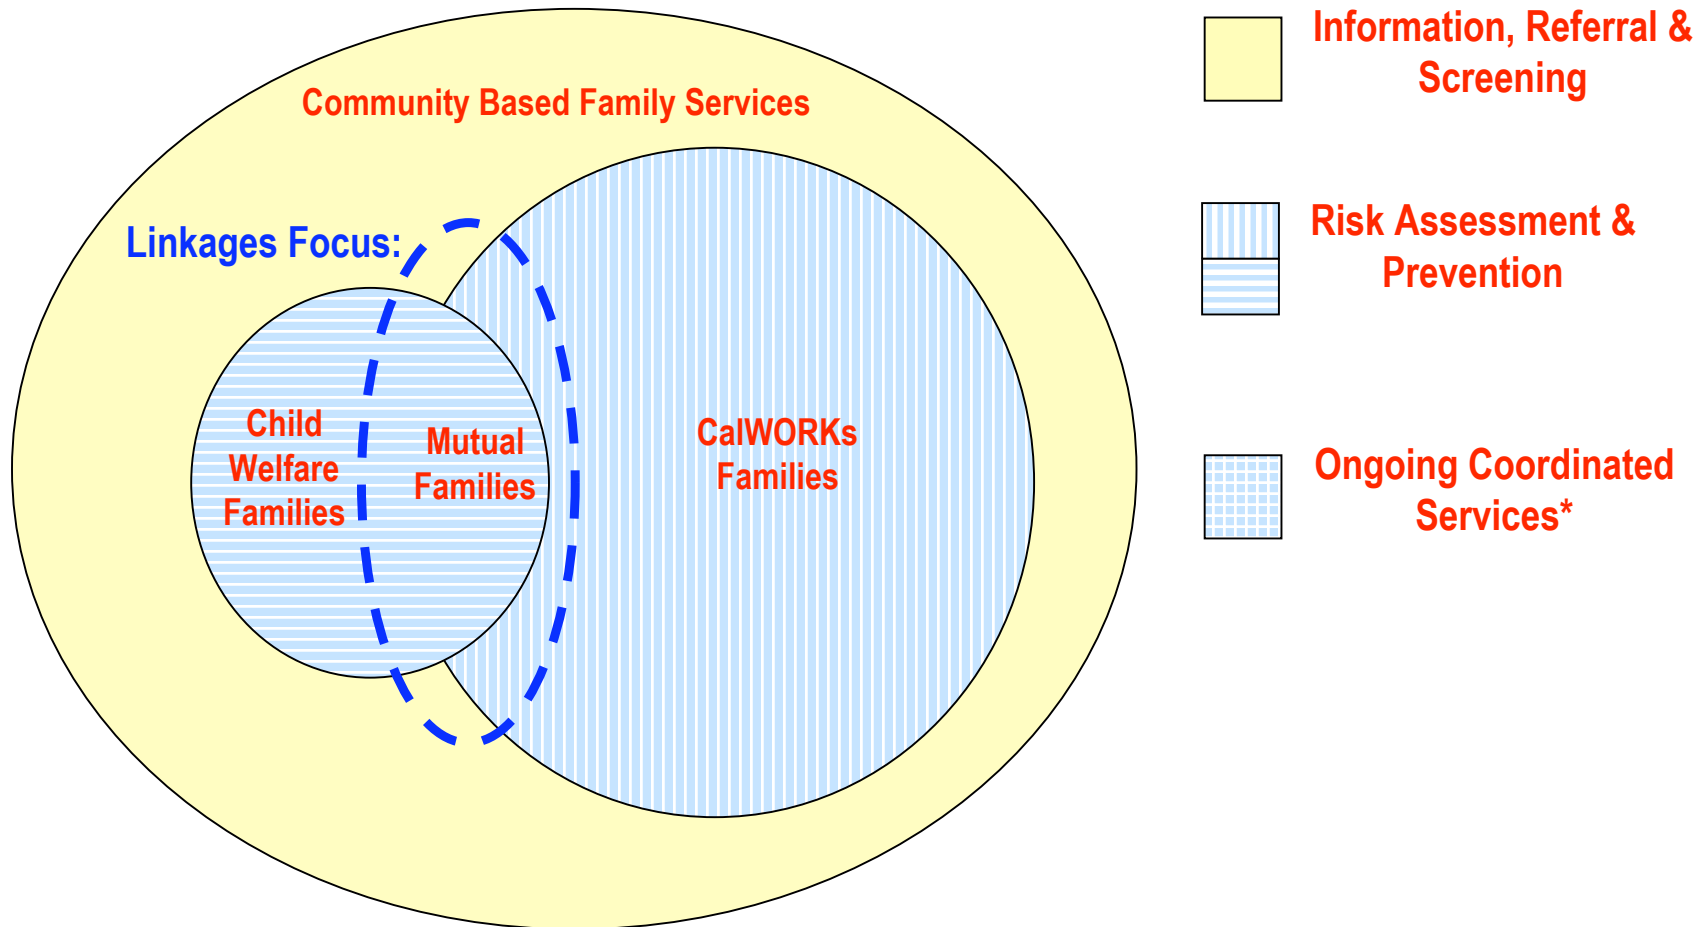 Community Based Family Services
Linkages Focus:
Child
Welfare
Families
Mutual
Families
CalWORKs
Families
Information, Referral &
Screening
Risk Assessment &
Prevention
Ongoing Coordinated
Services*